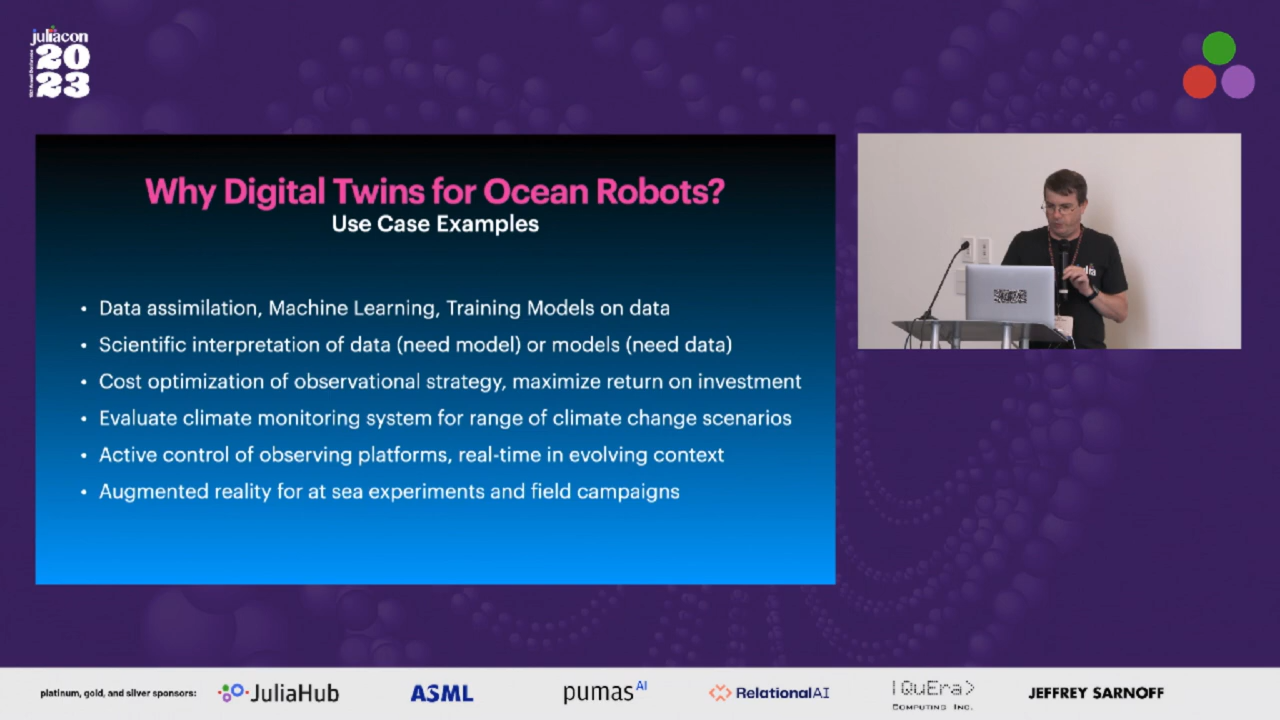 juliacon
20
23
Why Digital Twins for Ocean Robots?
Use Case Examples
• Data assimilation, Machine Learning, Training Models on data
• Scientific interpretation of data (need model) or models (need data)
• Cost optimization of observational strategy, maximize return on investment
• Evaluate climate monitoring system for range of climate change scenarios
• Active control of observing platforms, real-time in evolving context
• Augmented reality for at sea experiments and field campaigns
platinum, gold, and silver sponsors:
JuliaHub
ASML
pumas AI
RelationalAI
|QuEra>
Computing Inc.
JEFFREY SARNOFF